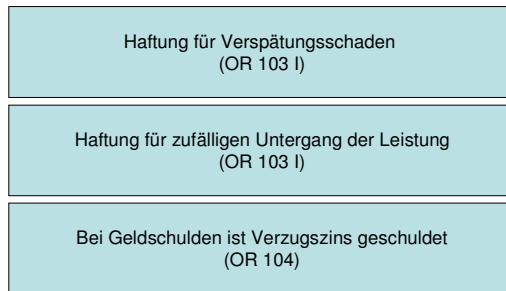 Haftung für Verspätungsschaden
(OR 103 I)
Haftung für zufälligen Untergang der Leistung
(OR 103 I)
Bei Geldschulden ist Verzugszins geschuldet
(OR 104)